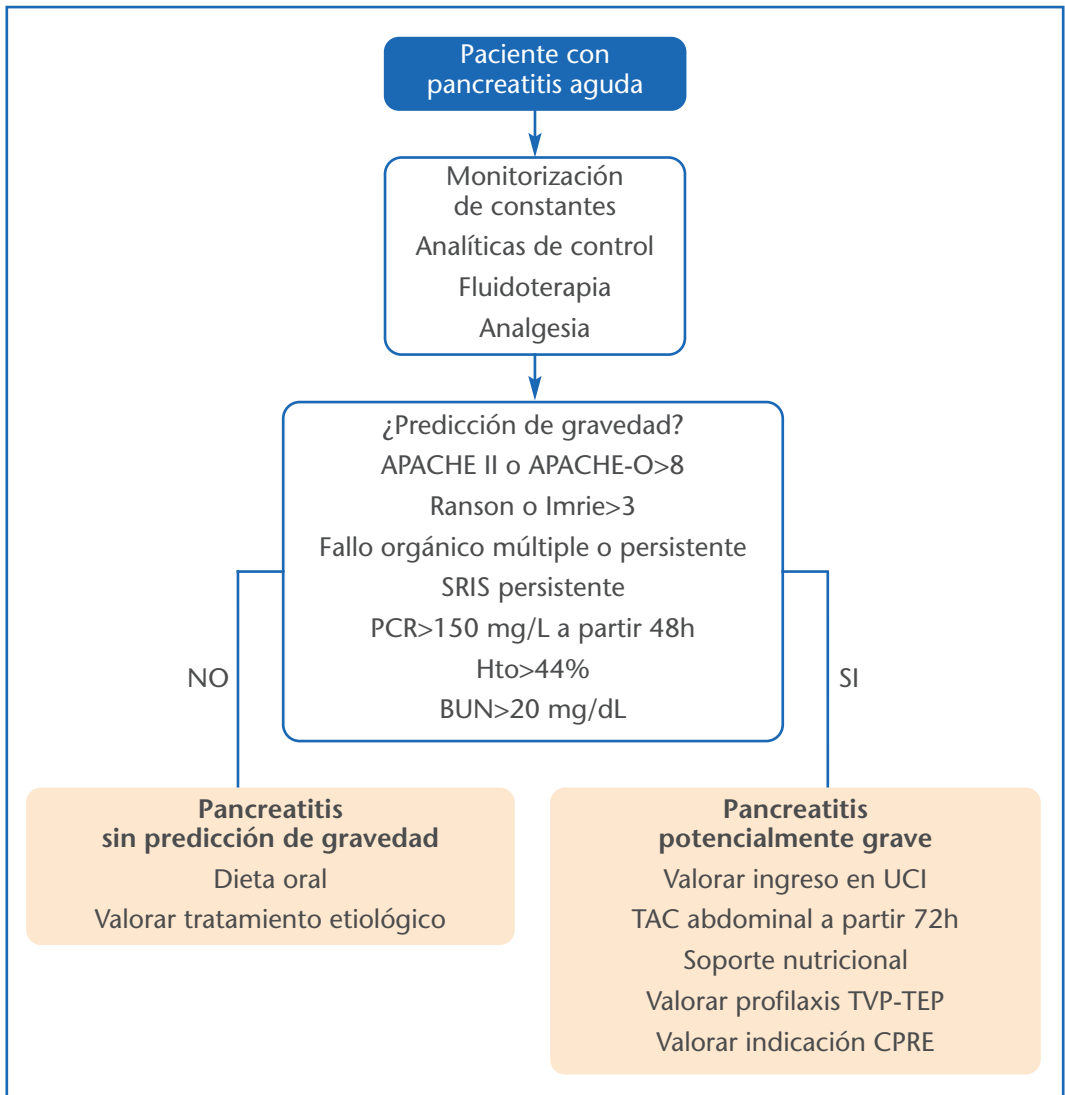 Paciente con
pancreatitis aguda
Monitorización
de constantes
Analíticas de control
Fluidoterapia
Analgesia
¿Predicción de gravedad?
APACHE II o APACHE-O>8
Ranson o Imrie>3
Fallo orgánico múltiple o persistente
SRIS persistente
PCR>150 mg/L a partir 48h
Hto>44%
BUN>20 mg/dL
NO
SI
Pancreatitis
sin predicción de gravedad
Dieta oral
Valorar tratamiento etiológico
Pancreatitis
potencialmente grave
Valorar ingreso en UCI
TAC abdominal a partir 72h
Soporte nutricional
Valorar profilaxis TVP-TEP
Valorar indicación CPRE